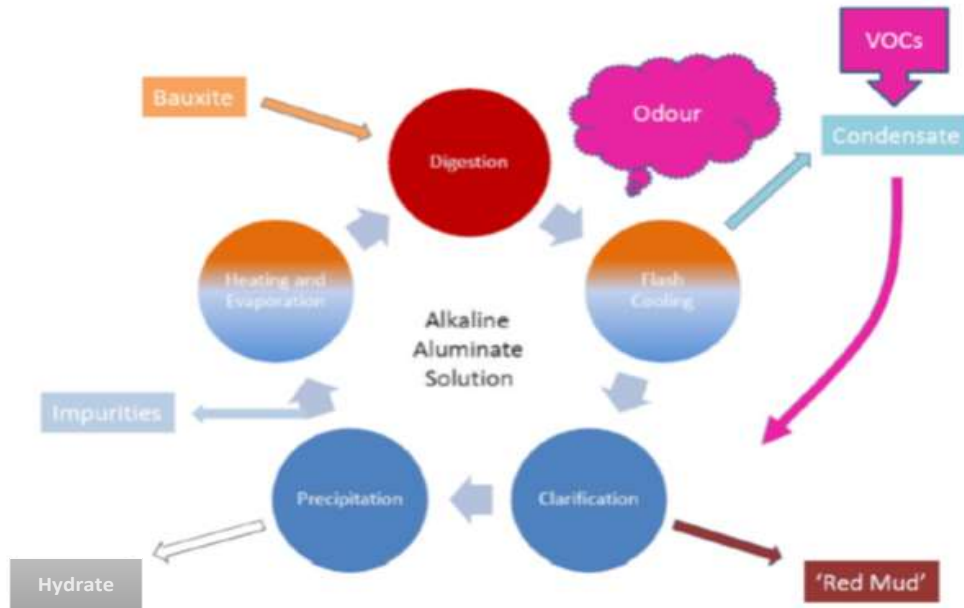 VOCs
Bauxite
Odour
Condensate
Digestion
Heating and
Evaporation
Flash
Cooling
Alkaline
Aluminate
Solution
Impurities
Precipitation
Clarification
Hydrate
'Red Mud'